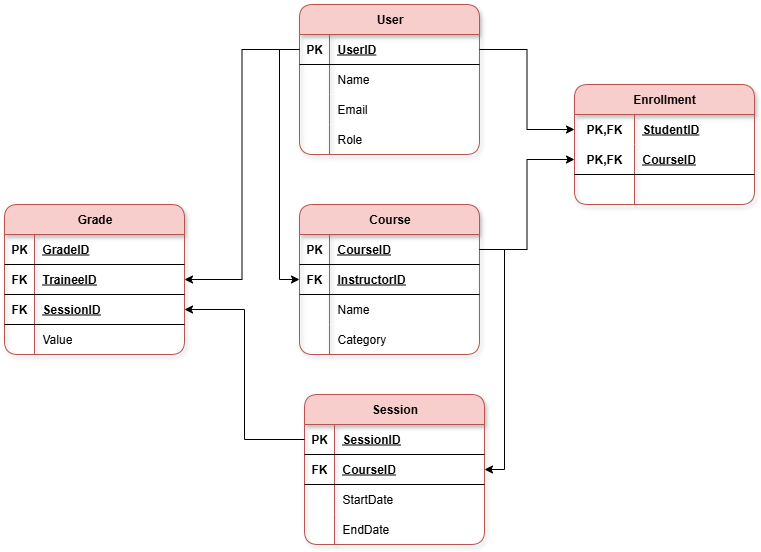 User
PK UserID
Name
Email
Role
Enrollment
PK,FK StudentID
PK,FK CourseID
Grade
PK GradeID
FK TraineeID
FK SessionID
Value
Course
PK CourseID
FK InstructorID
Name
Category
Session
PK SessionID
FK CourseID
StartDate
EndDate